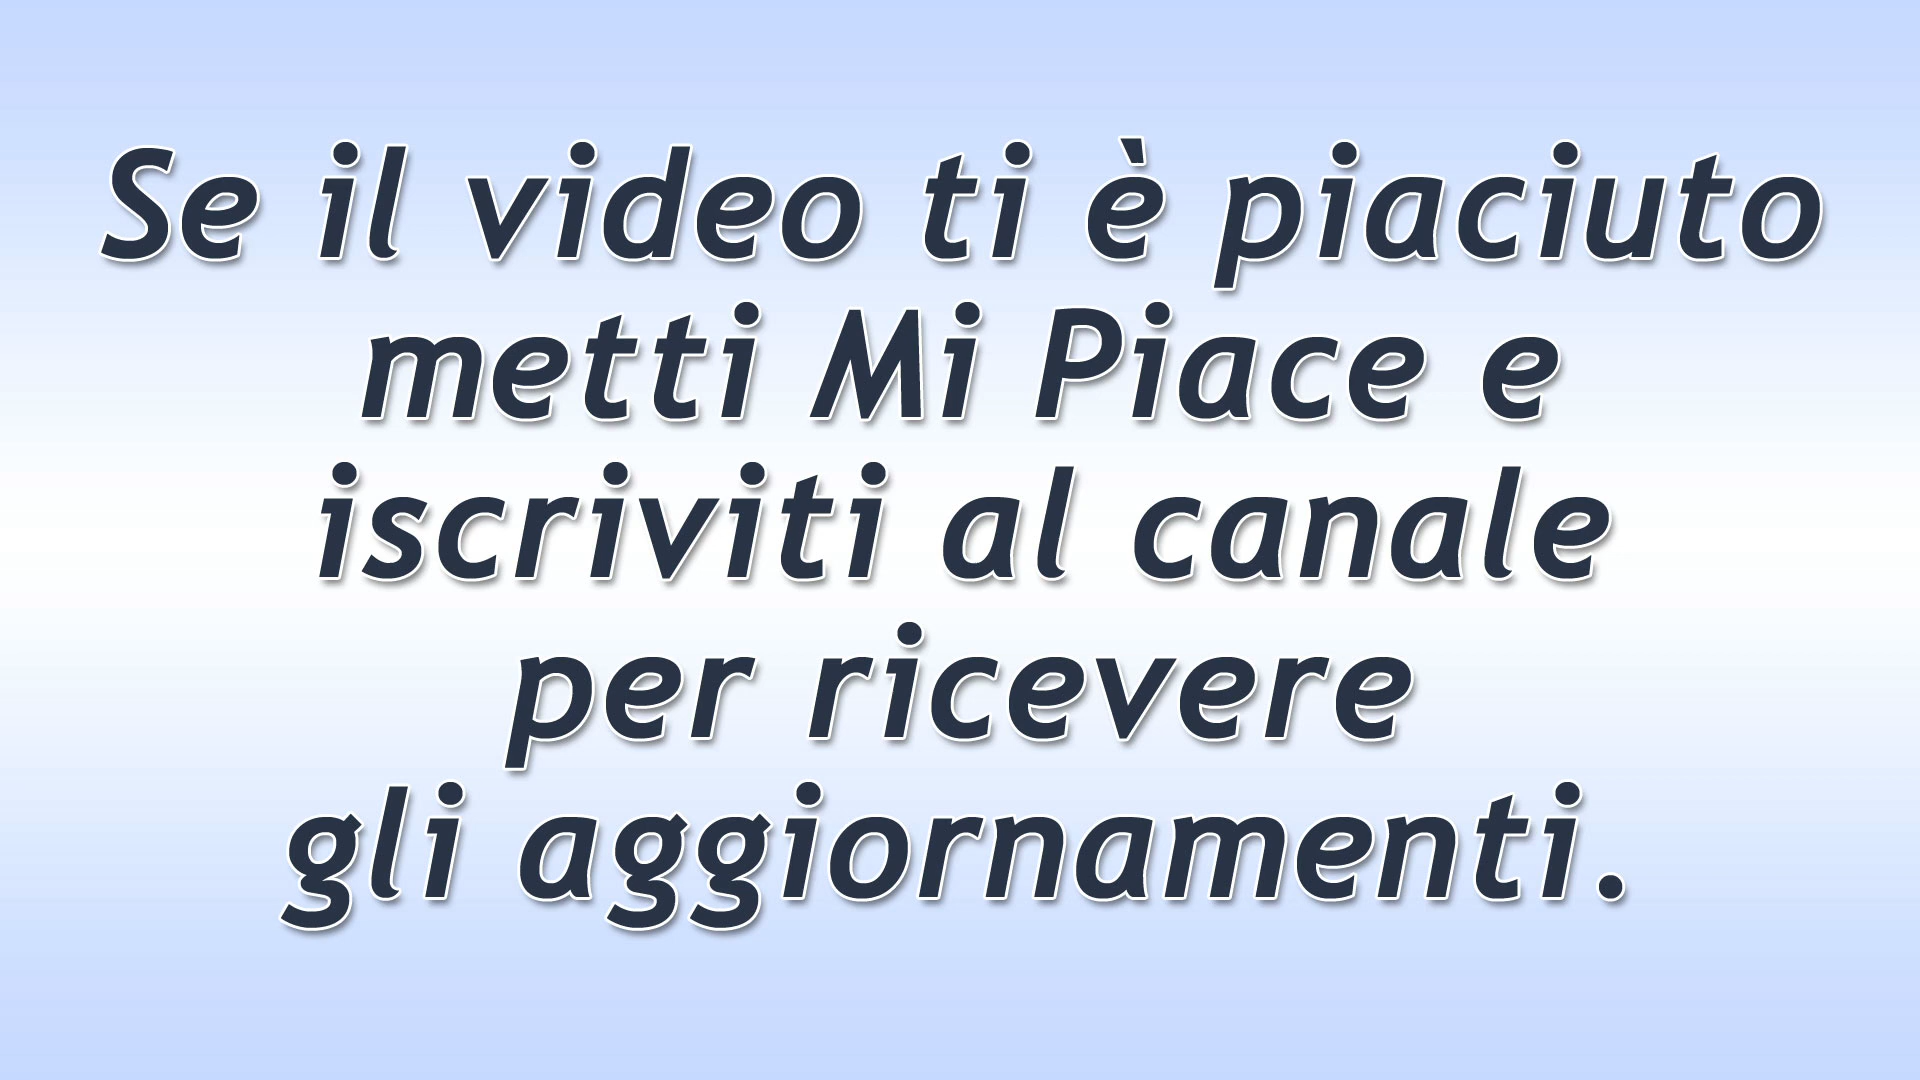 Se il video ti è piaciuto
metti Mi Piace e
iscriviti al canale
per ricevere
gli aggiornamenti.